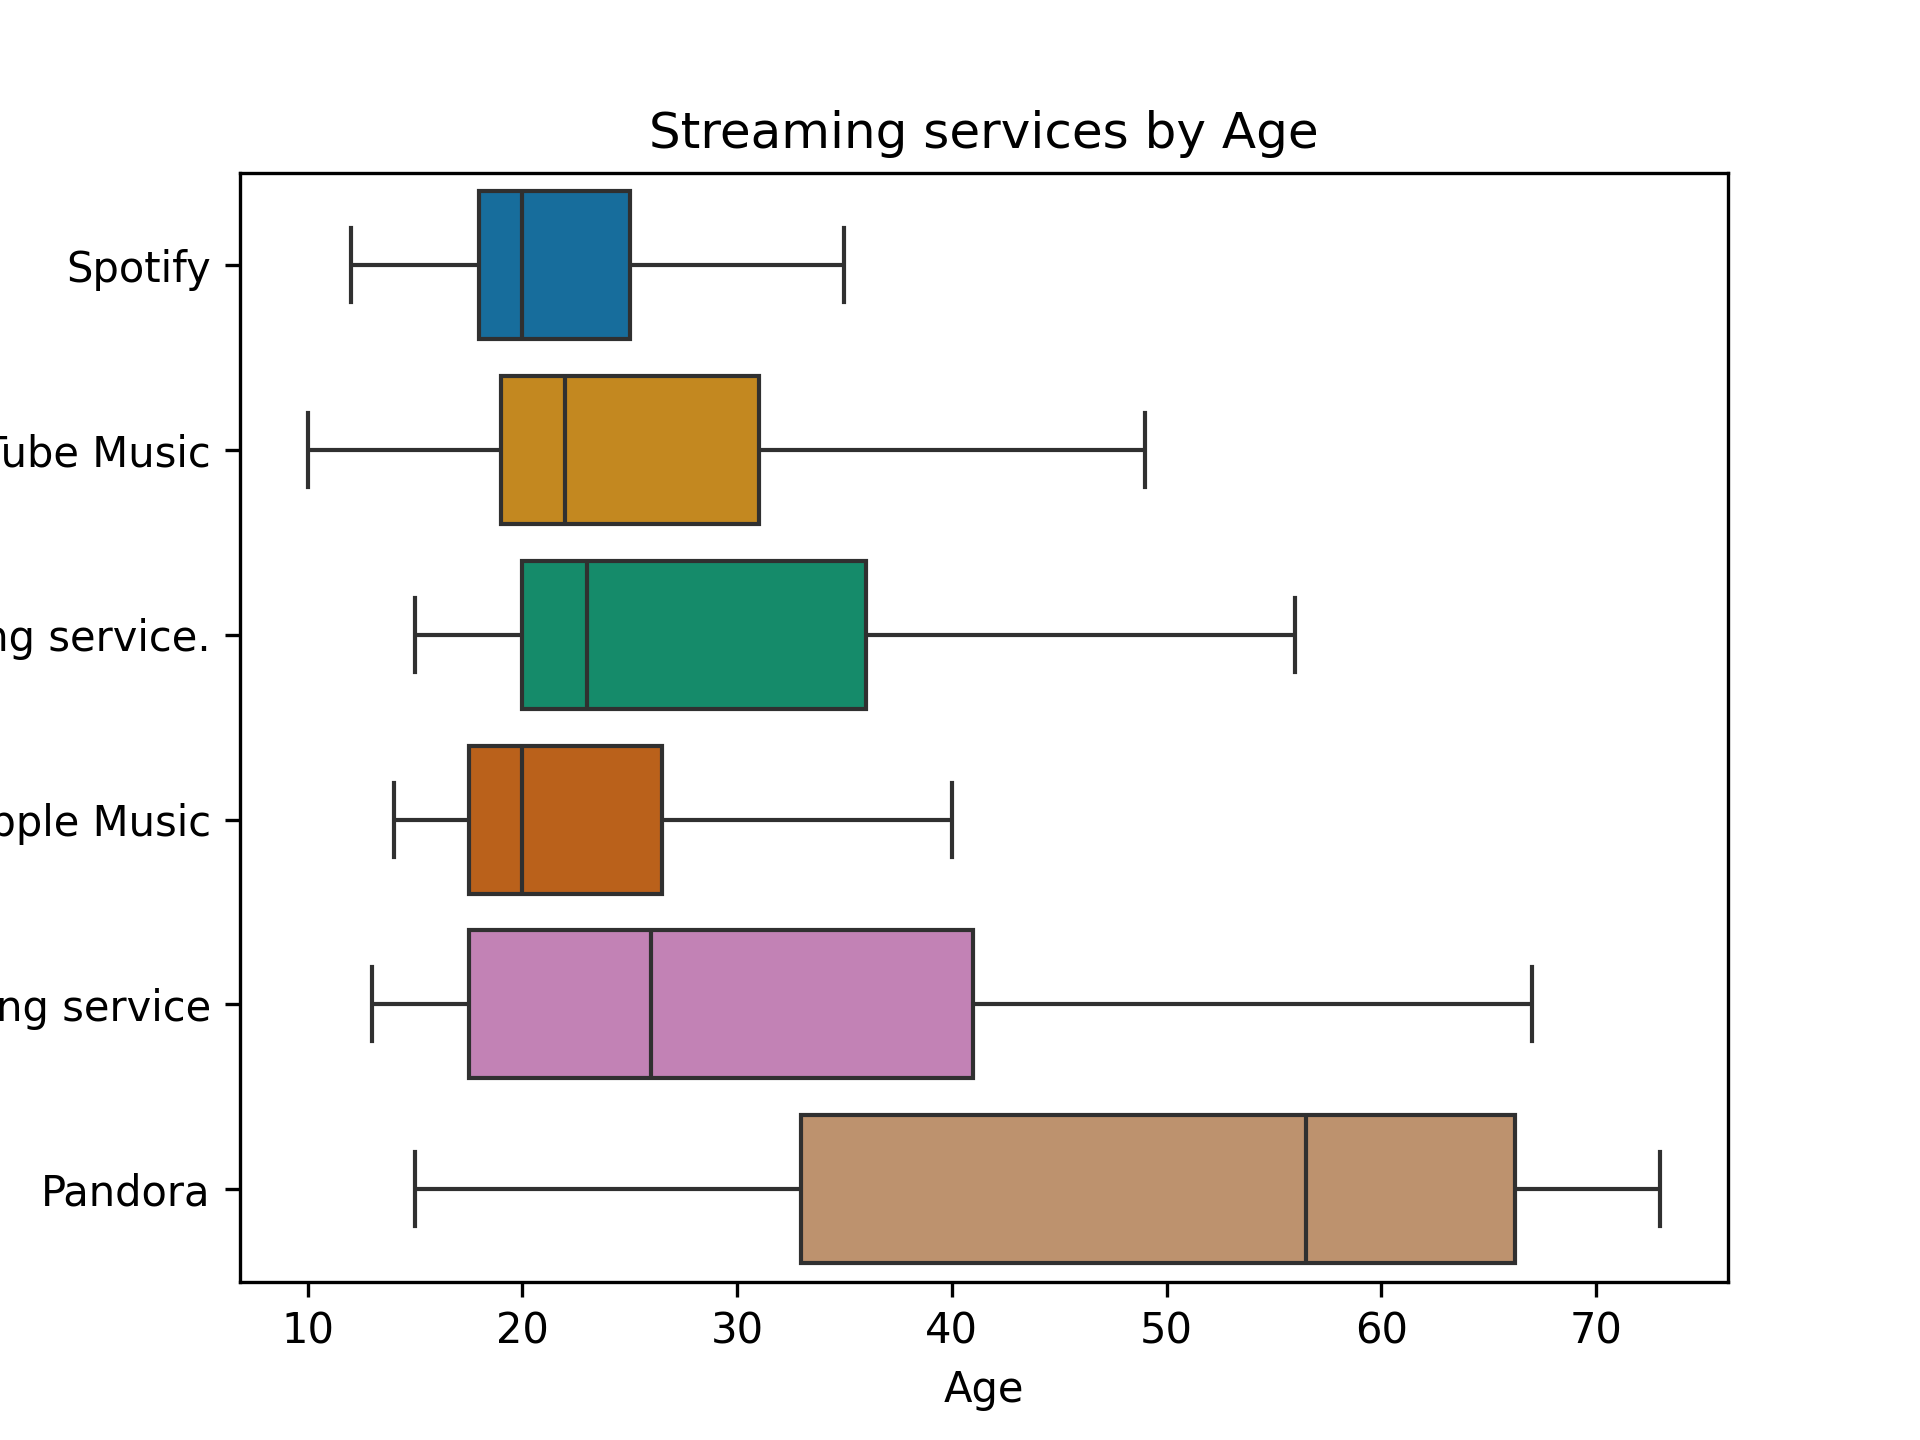 Streaming services by Age
Spotify
Tube Music
ng service.
pple Music
ng service
Pandora
10 20 30 40 50 60 70
Age